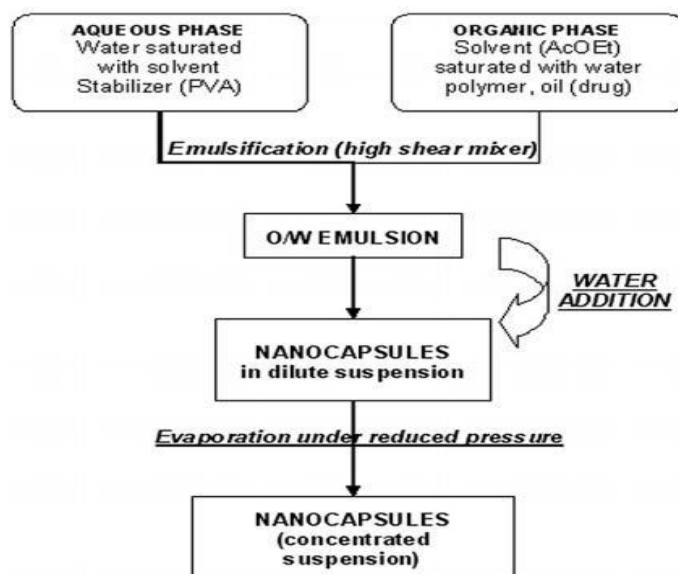 AQUEOUS PHASE
Water saturated
with solvent
Stabilizer (PVA)
ORGANIC PHASE
Solvent (AcOEt)
saturated with water
polymer, oil (drug)
Emulsification (high shear mixer)
O/W EMULSION
WATER
ADDITION
NANOCAPSULES
in dilute suspension
Evaporation under reduced pressure
NANOCAPSULES
(concentrated
suspension)